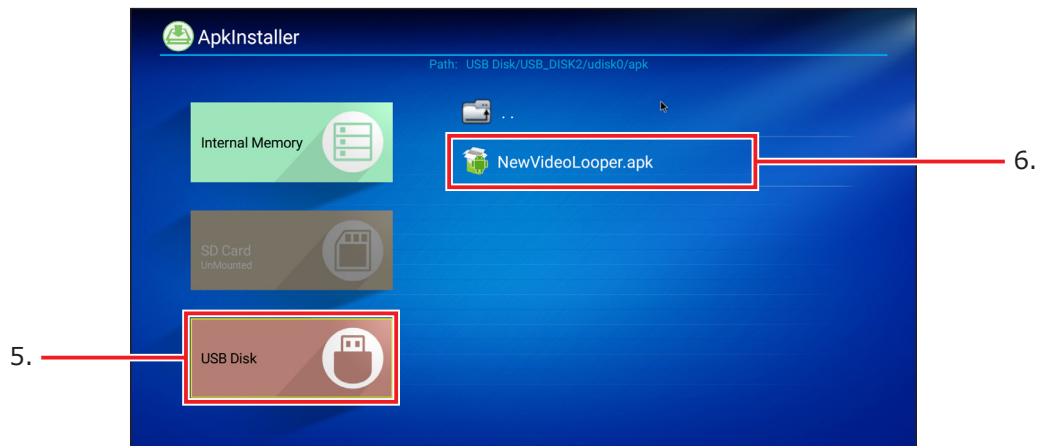 ApkInstaller
Path: USB Disk/USB_DISK2/udisk0/apk
Internal Memory
. .
NewVideoLooper.apk
6.
SD Card
UnMounted
5.
USB Disk